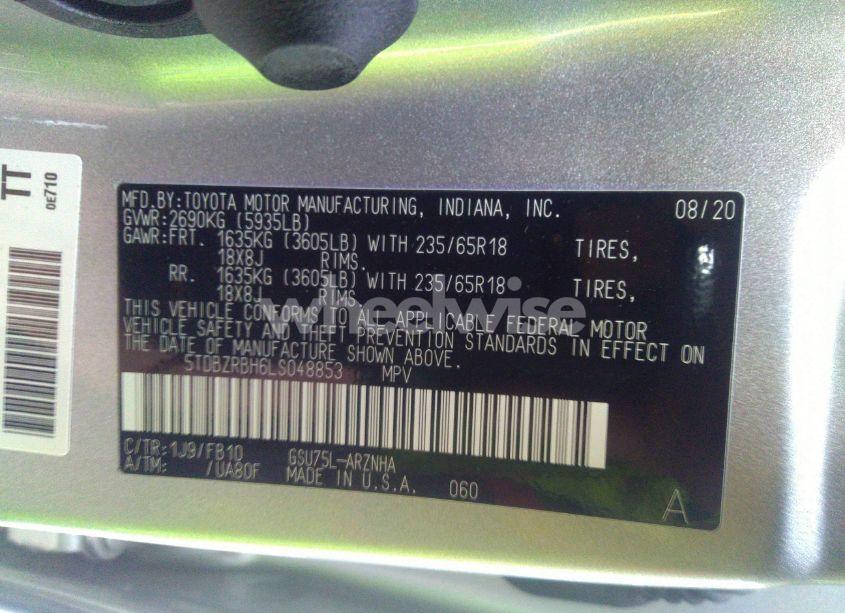 TT
0E710
MFD.BY:TOYOTA MOTOR MANUFACTURING, INDIANA, INC. 08/20
GVWR:2690KG (5935LB)
GAWR:FRT. 1635KG (3605LB) WITH 235/65R18 TIRES,
18X8J RIMS.
RR. 1635KG (3605LB) WITH 235/65R18 TIRES,
18X8J RIMS.
wheelwise
THIS VEHICLE CONFORMS TO ALL APPLICABLE FEDERAL MOTOR
VEHICLE SAFETY AND THEFT PREVENTION STANDARDS IN EFFECT ON
THE DATE OF MANUFACTURE SHOWN ABOVE.
5TDBZRBH6LS048853 MPV
C/TR:1J9/FB10 GSU75L-ARZNHA
A/TM: /UA80F MADE IN U.S.A. 060
A